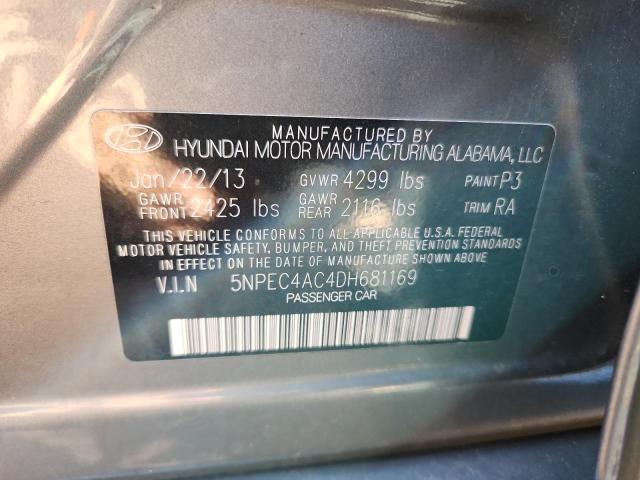 MANUFACTURED BY
HYUNDAI MOTOR MANUFACTURING ALABAMA, LLC
Jan/22/13 GVWR 4299 lbs PAINT P3
GAWR FRONT 2425 lbs GAWR REAR 2116 lbs TRIM RA
THIS VEHICLE CONFORMS TO ALL APPLICABLE U.S.A. FEDERAL
MOTOR VEHICLE SAFETY, BUMPER, AND THEFT PREVENTION STANDARDS
IN EFFECT ON THE DATE OF MANUFACTURE SHOWN ABOVE.
V.I.N 5NPEC4AC4DH681169
PASSENGER CAR